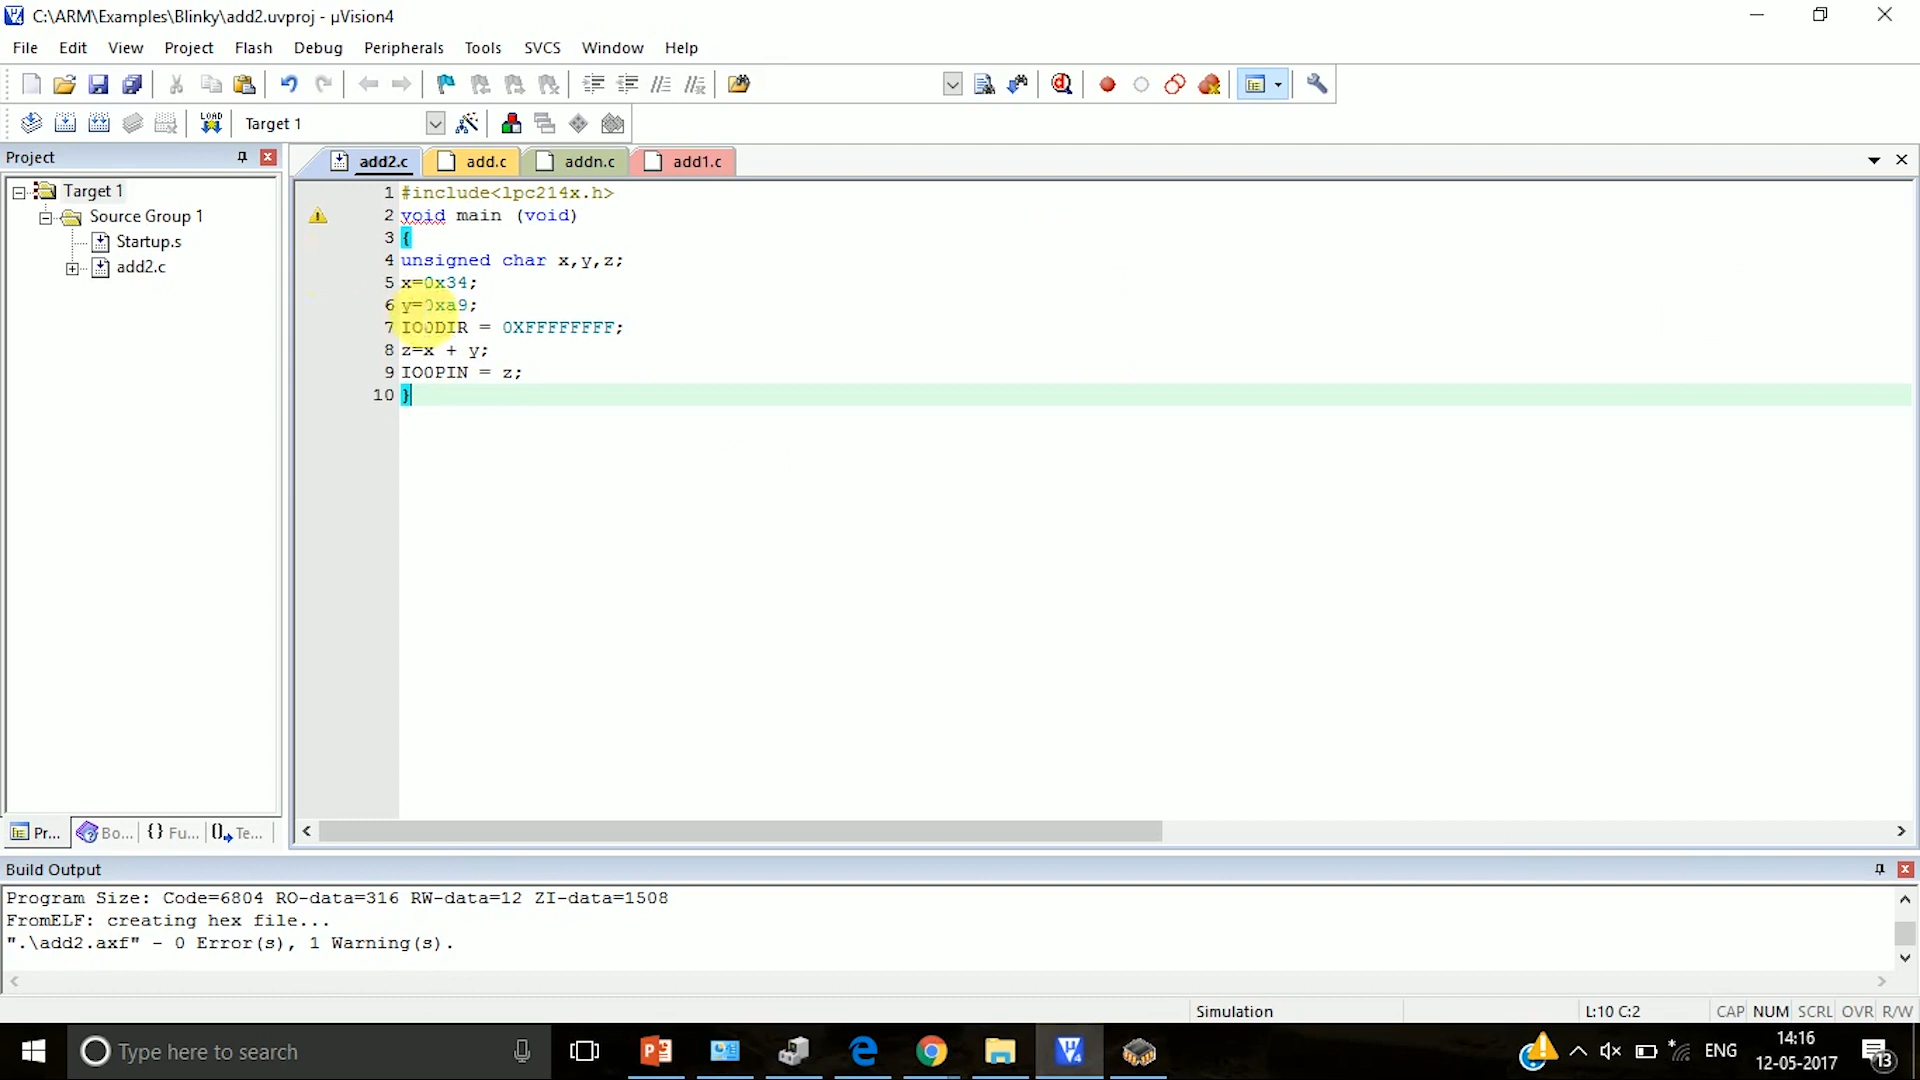 C:\ARM\Examples\Blinky\add2.uvproj - µVision4
File Edit View Project Flash Debug Peripherals Tools SVCS Window Help
LOAD Target 1
Project
add2.c add.c addn.c add1.c
Target 1
Source Group 1
Startup.s
add2.c
1 #include<lpc214x.h>
2 void main (void)
3 {
4 unsigned char x,y,z;
5 x=0x34;
6 y=0xa9;
7 IO0DIR = 0XFFFFFFFF;
8 z=x + y;
9 IO0PIN = z;
10 }
Pr... Bo... {} Fu... Te...
Build Output
Program Size: Code=6804 RO-data=316 RW-data=12 ZI-data=1508
FromELF: creating hex file...
".\add2.axf" - 0 Error(s), 1 Warning(s).
Simulation L:10 C:2 CAP NUM SCRL OVR R/W
Type here to search
ENG
14:16
12-05-2017
13